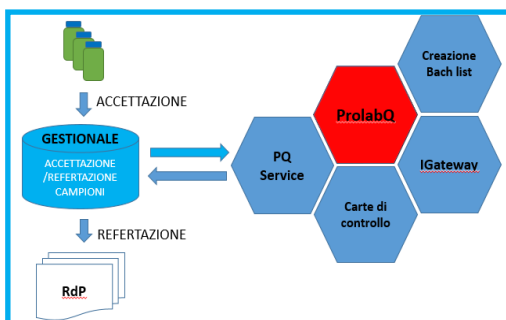 ACCETTAZIONE
GESTIONALE
ACCETTAZIONE
/REFERTAZIONE
CAMPIONI
REFERTAZIONE
RdP
PQ
Service
ProlabQ
Carte di
controllo
Creazione
Bach list
IGateway